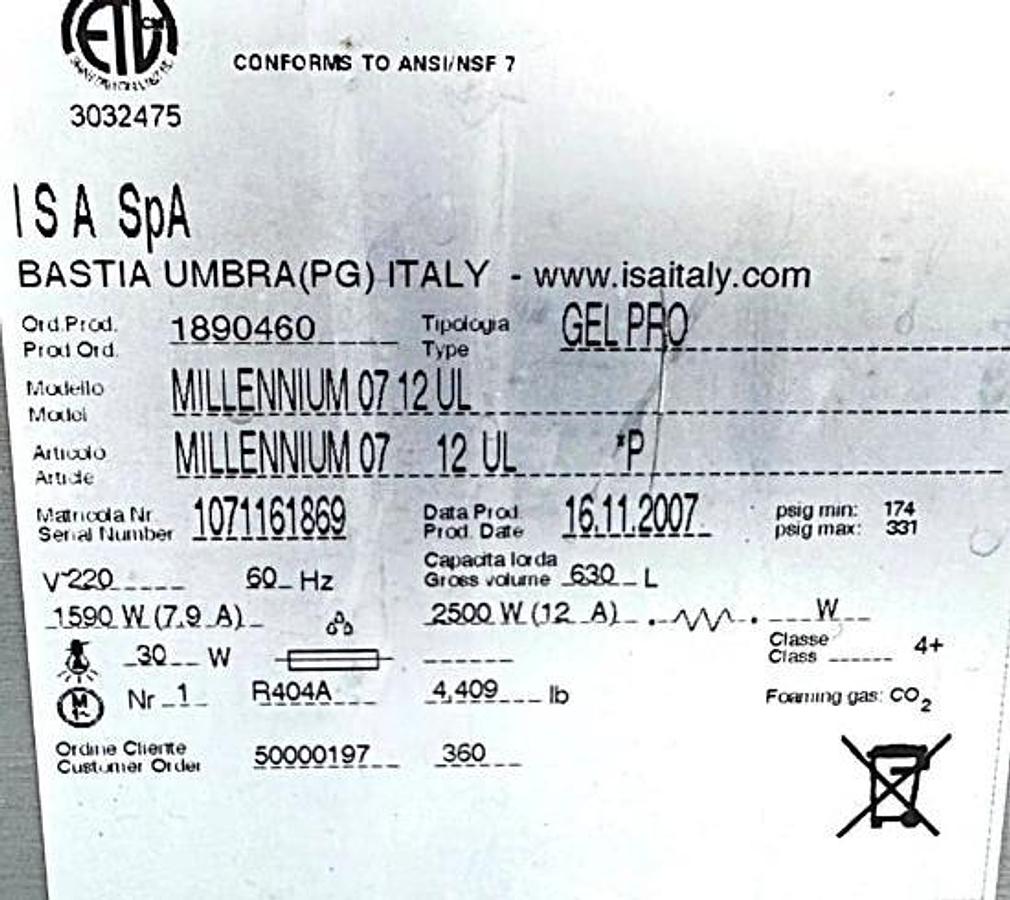 ETL CM
3032475
CONFORMS TO ANSI/NSF 7
ISA SpA
BASTIA UMBRA(PG) ITALY - www.isaitaly.com
Ord.Prod. 1890460 Tipologia GEL PRO
Prod Ord. Type
Modello MILLENNIUM 07 12 UL
Model
Articolo MILLENNIUM 07 12 UL *P
Article
Matricola Nr. 1071161869 Data Prod. 16.11.2007 psig min: 174
Serial Number Prod. Date psig max: 331
Capacita lorda
V~220 60 Hz Gross volume 630 L
1590 W (7.9 A) 2500 W (12 A) W
30 W Classe 4+
Class
M 1~ Nr 1 R404A 4,409 lb Foaming gas: CO2
Ordine Cliente 50000197 360
Customer Order